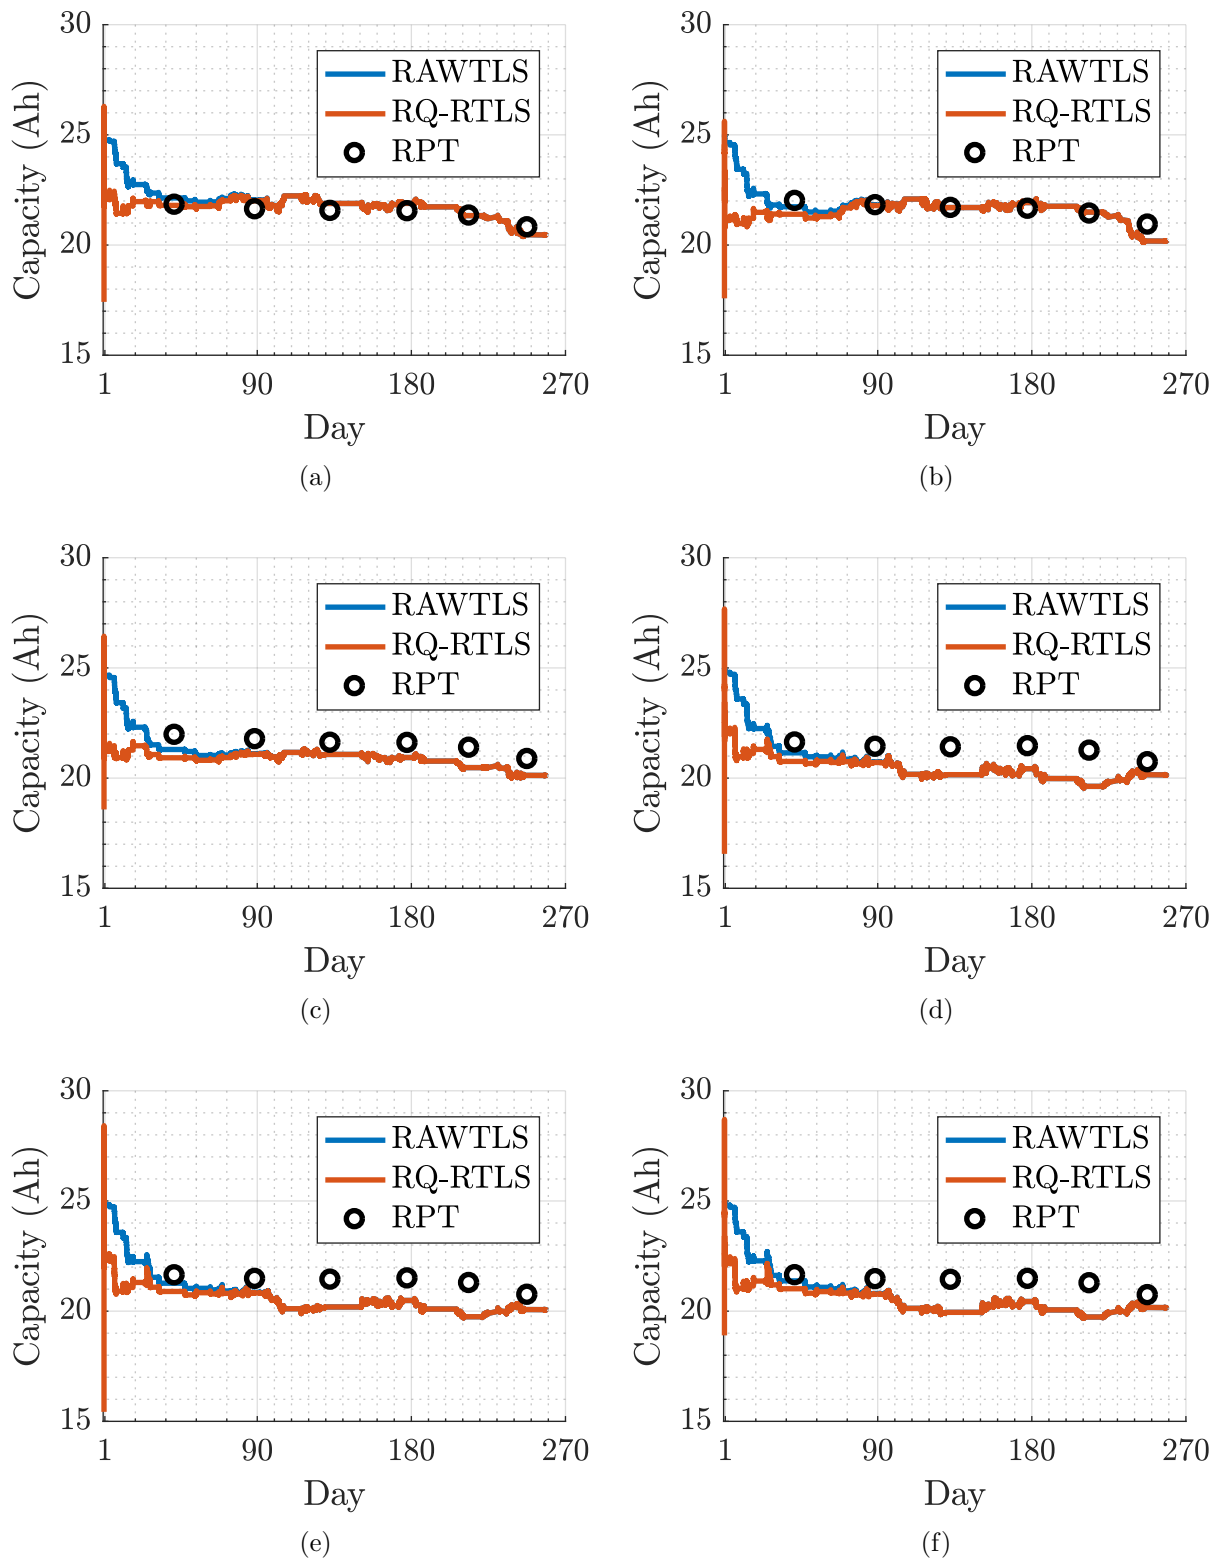 30
25
20
15
Capacity (Ah)
RAWTLS
RQ-RTLS
RPT
1 90 180 270
Day
(a)
30
25
20
15
Capacity (Ah)
RAWTLS
RQ-RTLS
RPT
1 90 180 270
Day
(b)
30
25
20
15
Capacity (Ah)
RAWTLS
RQ-RTLS
RPT
1 90 180 270
Day
(c)
30
25
20
15
Capacity (Ah)
RAWTLS
RQ-RTLS
RPT
1 90 180 270
Day
(d)
30
25
20
15
Capacity (Ah)
RAWTLS
RQ-RTLS
RPT
1 90 180 270
Day
(e)
30
25
20
15
Capacity (Ah)
RAWTLS
RQ-RTLS
RPT
1 90 180 270
Day
(f)